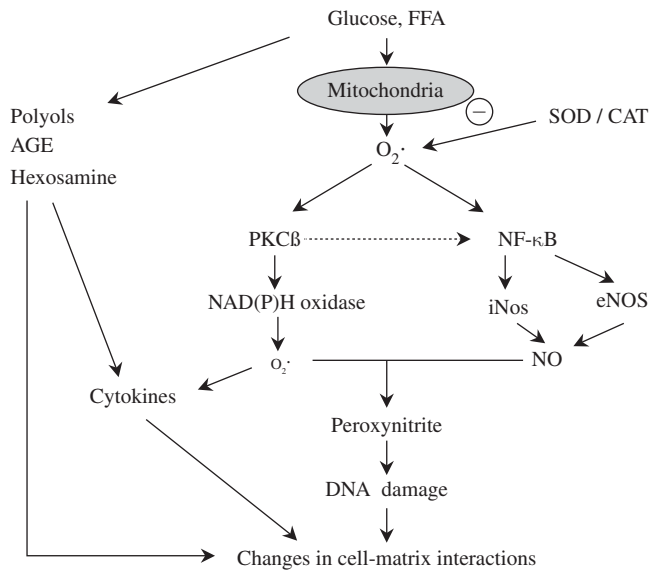 Glucose, FFA
Mitochondria
−
Polyols
AGE
Hexosamine
SOD / CAT
O₂·
PKCß
NF-κB
NAD(P)H oxidase
iNos
eNOS
O₂·
NO
Cytokines
Peroxynitrite
DNA damage
Changes in cell-matrix interactions